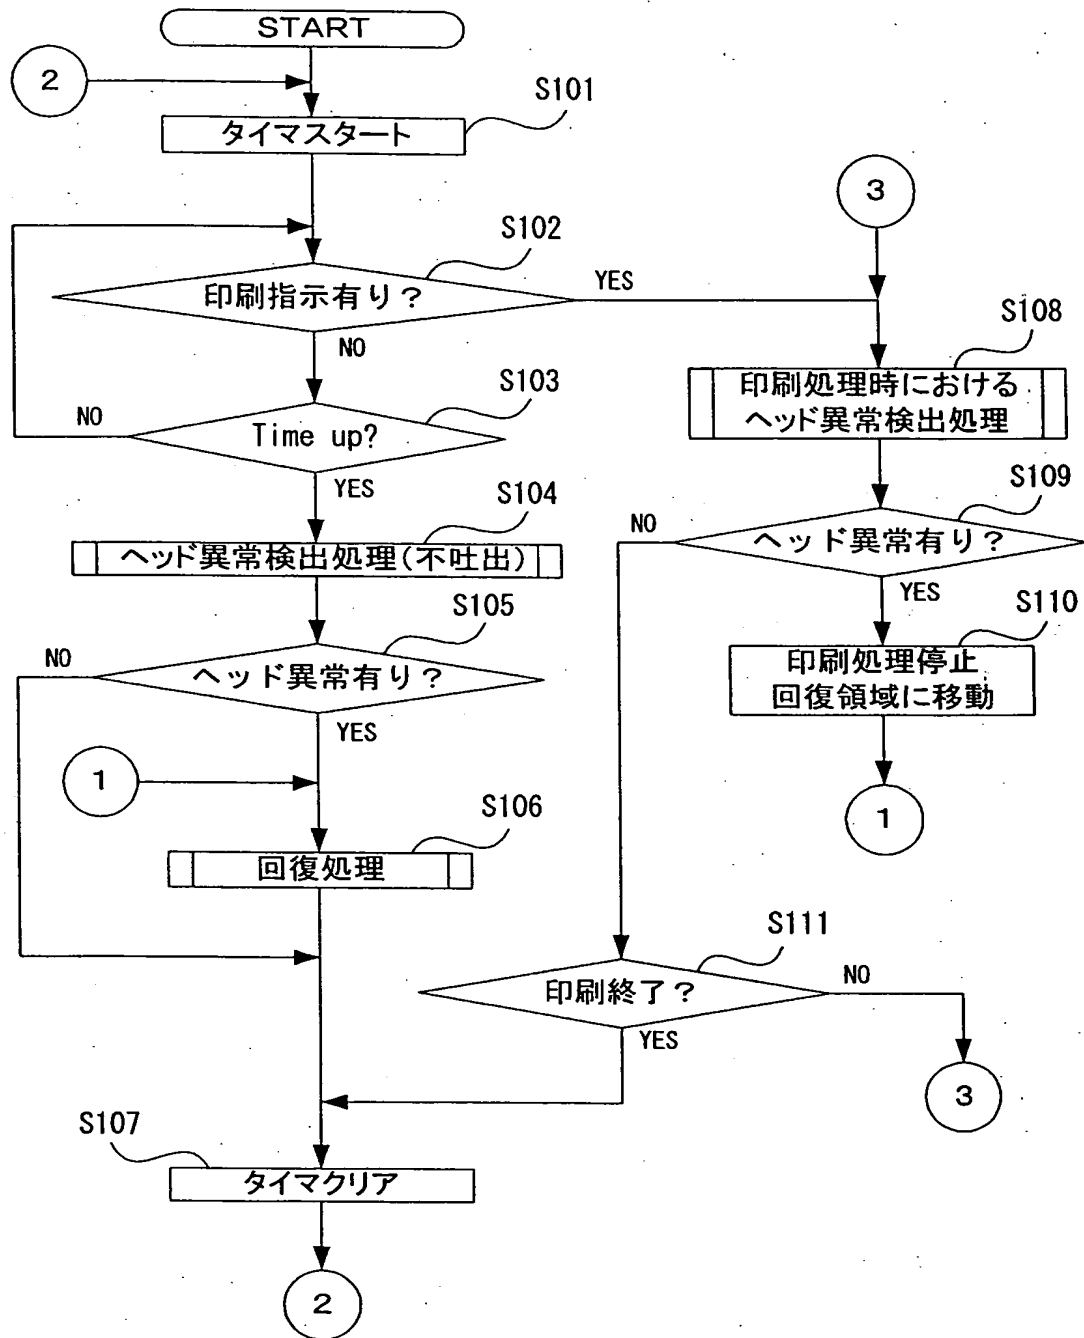 START
2
S101
タイマスタート
3
S102
印刷指示有り？
YES
NO
S108
印刷処理時における
ヘッド異常検出処理
S103
NO
Time up?
YES
S104
ヘッド異常検出処理（不吐出）
S109
NO
ヘッド異常有り？
YES
S105
NO
ヘッド異常有り？
YES
S110
印刷処理停止
回復領域に移動
1
1
S106
回復処理
S111
印刷終了？
NO
YES
3
S107
タイマクリア
2